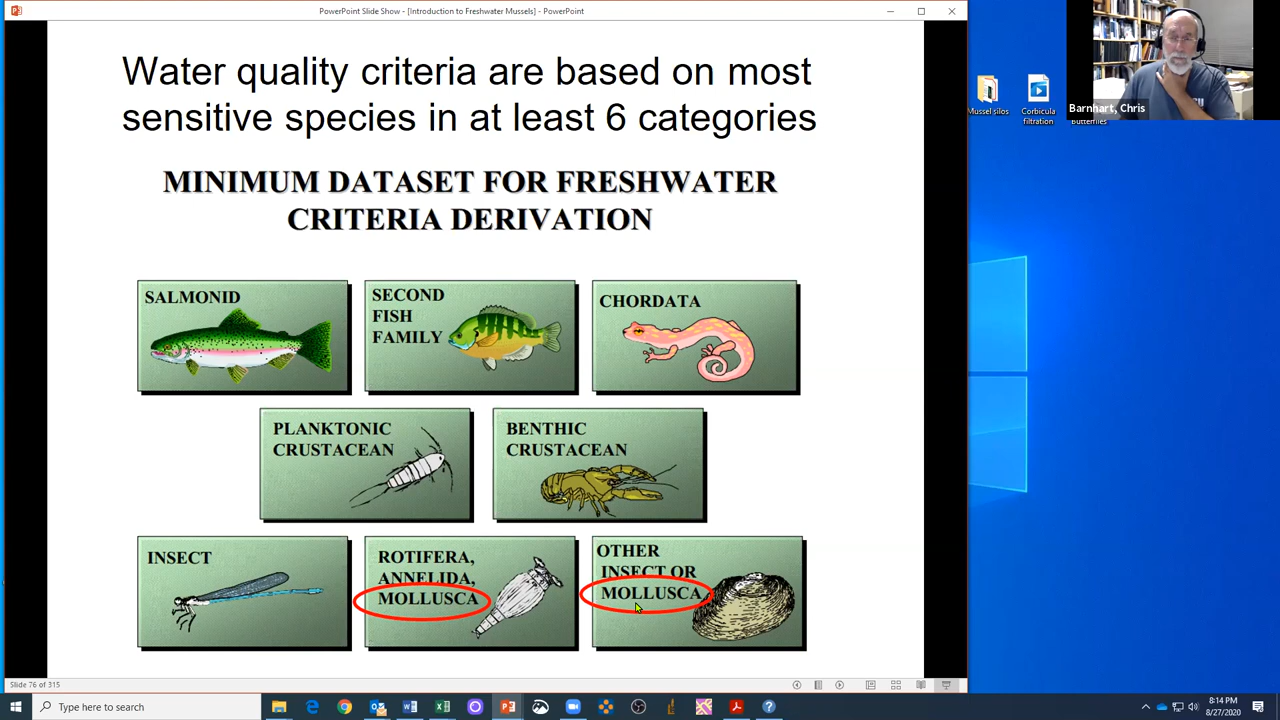 PowerPoint Slide Show - [Introduction to Freshwater Mussels] - PowerPoint
Water quality criteria are based on most
sensitive species in at least 6 categories
MINIMUM DATASET FOR FRESHWATER
CRITERIA DERIVATION
SALMONID
SECOND
FISH
FAMILY
CHORDATA
PLANKTONIC
CRUSTACEAN
BENTHIC
CRUSTACEAN
INSECT
ROTIFERA,
ANNELIDA,
MOLLUSCA
OTHER
INSECT OR
MOLLUSCA
Barnhart, Chris
Mussel silos
Corbicula
filtration
Butterflies
Slide 76 of 315
Type here to search
8:14 PM
8/27/2020